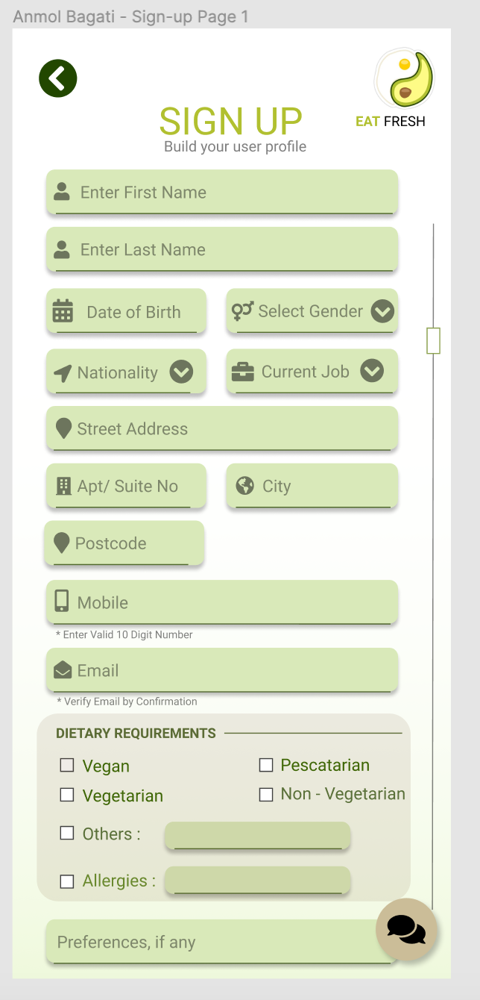 Anmol Bagati - Sign-up Page 1
EAT FRESH
SIGN UP
Build your user profile
Enter First Name
Enter Last Name
Date of Birth
Select Gender
Nationality
Current Job
Street Address
Apt/ Suite No
City
Postcode
Mobile
* Enter Valid 10 Digit Number
Email
* Verify Email by Confirmation
DIETARY REQUIREMENTS
Vegan
Pescatarian
Vegetarian
Non - Vegetarian
Others :
Allergies :
Preferences, if any